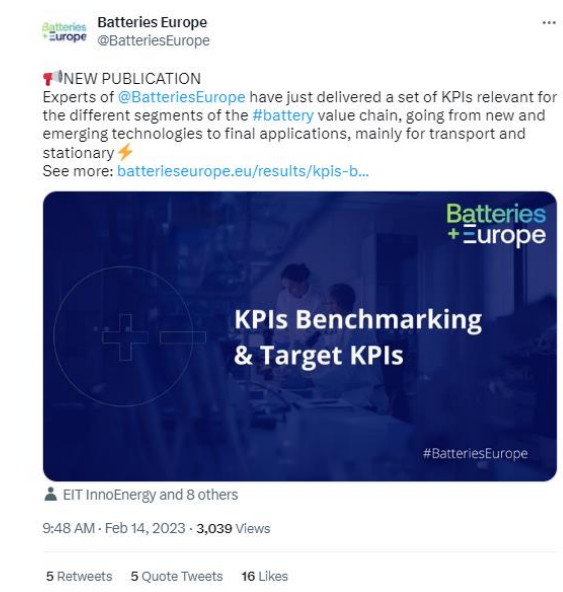 Batteries Europe
Batteries
+Europe
@BatteriesEurope
NEW PUBLICATION
Experts of @BatteriesEurope have just delivered a set of KPIs relevant for
the different segments of the #battery value chain, going from new and
emerging technologies to final applications, mainly for transport and
stationary⚡
See more: batterieseurope.eu/results/kpis-b...
Batteries
+Europe
KPIs Benchmarking
& Target KPIs
#BatteriesEurope
EIT InnoEnergy and 8 others
9:48 AM · Feb 14, 2023 · 3,039 Views
5 Retweets 5 Quote Tweets 16 Likes